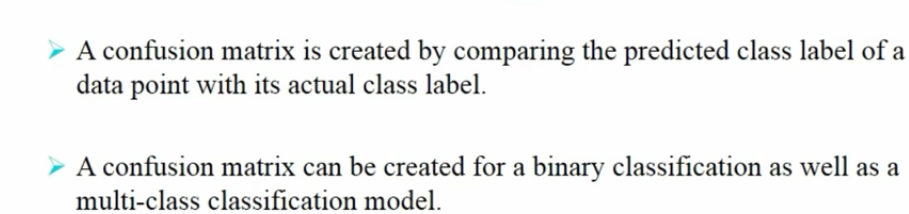 A confusion matrix is created by comparing the predicted class label of a
data point with its actual class label.
A confusion matrix can be created for a binary classification as well as a
multi-class classification model.